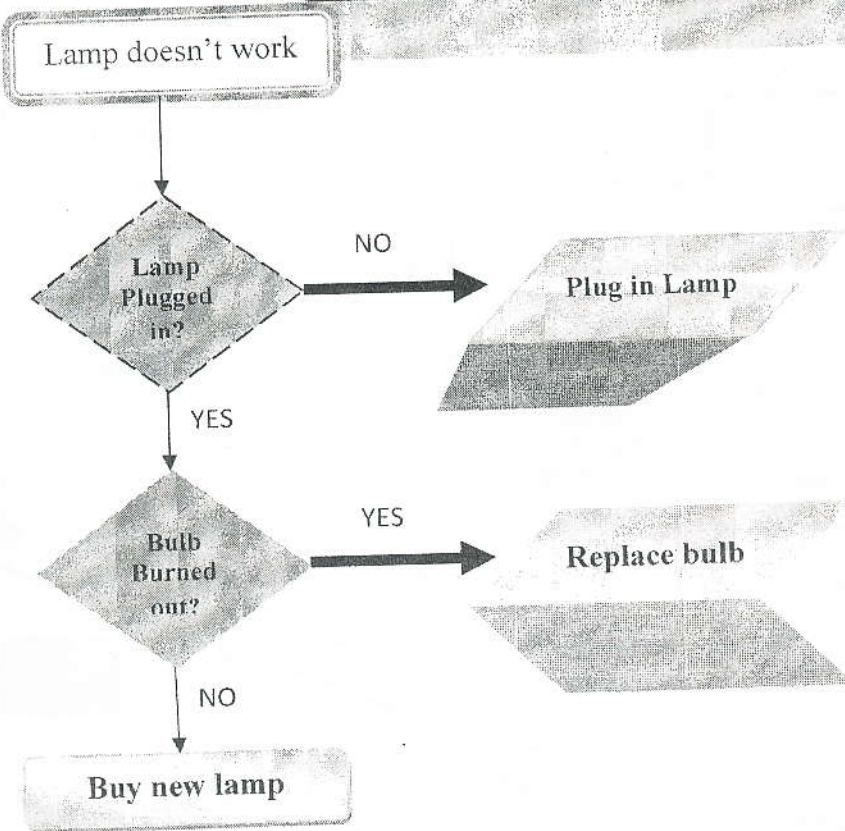 Lamp doesn't work
Lamp
Plugged
in?
NO
Plug in Lamp
YES
Bulb
Burned
out?
YES
Replace bulb
NO
Buy new lamp